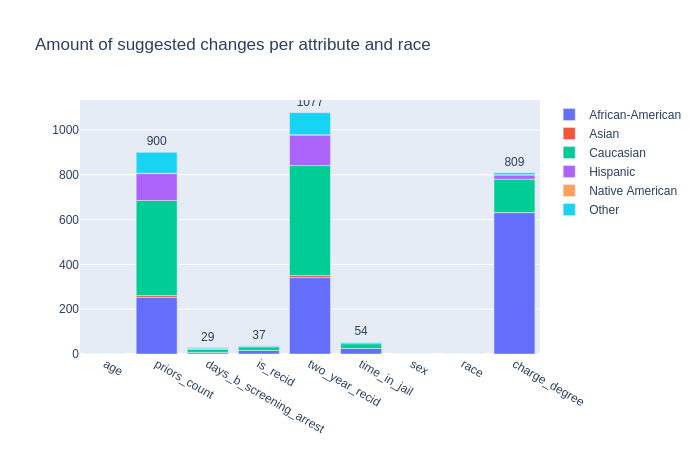 Amount of suggested changes per attribute and race
1077
1000
900
African-American
Asian
Caucasian
Hispanic
Native American
Other
809
800
600
400
200
0
29
37
54
age
priors_count
days_b_screening_arrest
is_recid
two_year_recid
time_in_jail
sex
race
charge_degree